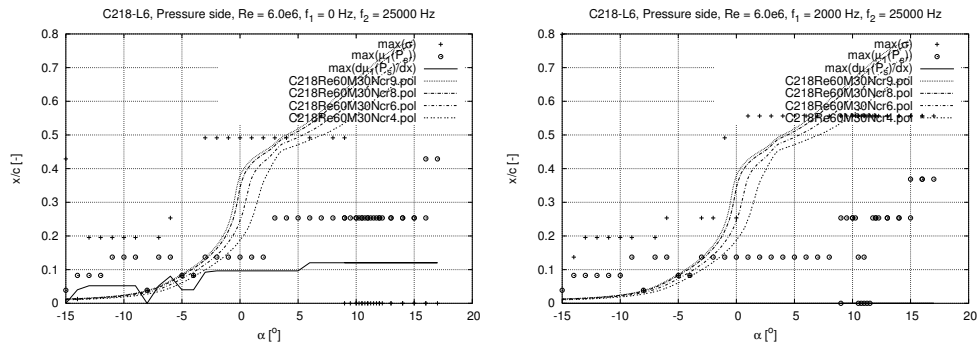 C218-L6, Pressure side, Re = 6.0e6, f1 = 0 Hz, f2 = 25000 Hz
0.8
0.7
0.6
0.5
0.4
0.3
0.2
0.1
0
x/c [-]
max(σ)
max(μ1(Ps))
max(dμ1(Ps)/dx)
C218Re60M30Ncr9.pol
C218Re60M30Ncr8.pol
C218Re60M30Ncr6.pol
C218Re60M30Ncr4.pol
-15 -10 -5 0 5 10 15 20
α [°]
C218-L6, Pressure side, Re = 6.0e6, f1 = 2000 Hz, f2 = 25000 Hz
0.8
0.7
0.6
0.5
0.4
0.3
0.2
0.1
0
x/c [-]
max(σ)
max(μ1(Ps))
max(dμ1(Ps)/dx)
C218Re60M30Ncr9.pol
C218Re60M30Ncr8.pol
C218Re60M30Ncr6.pol
C218Re60M30Ncr4.pol
-15 -10 -5 0 5 10 15 20
α [°]